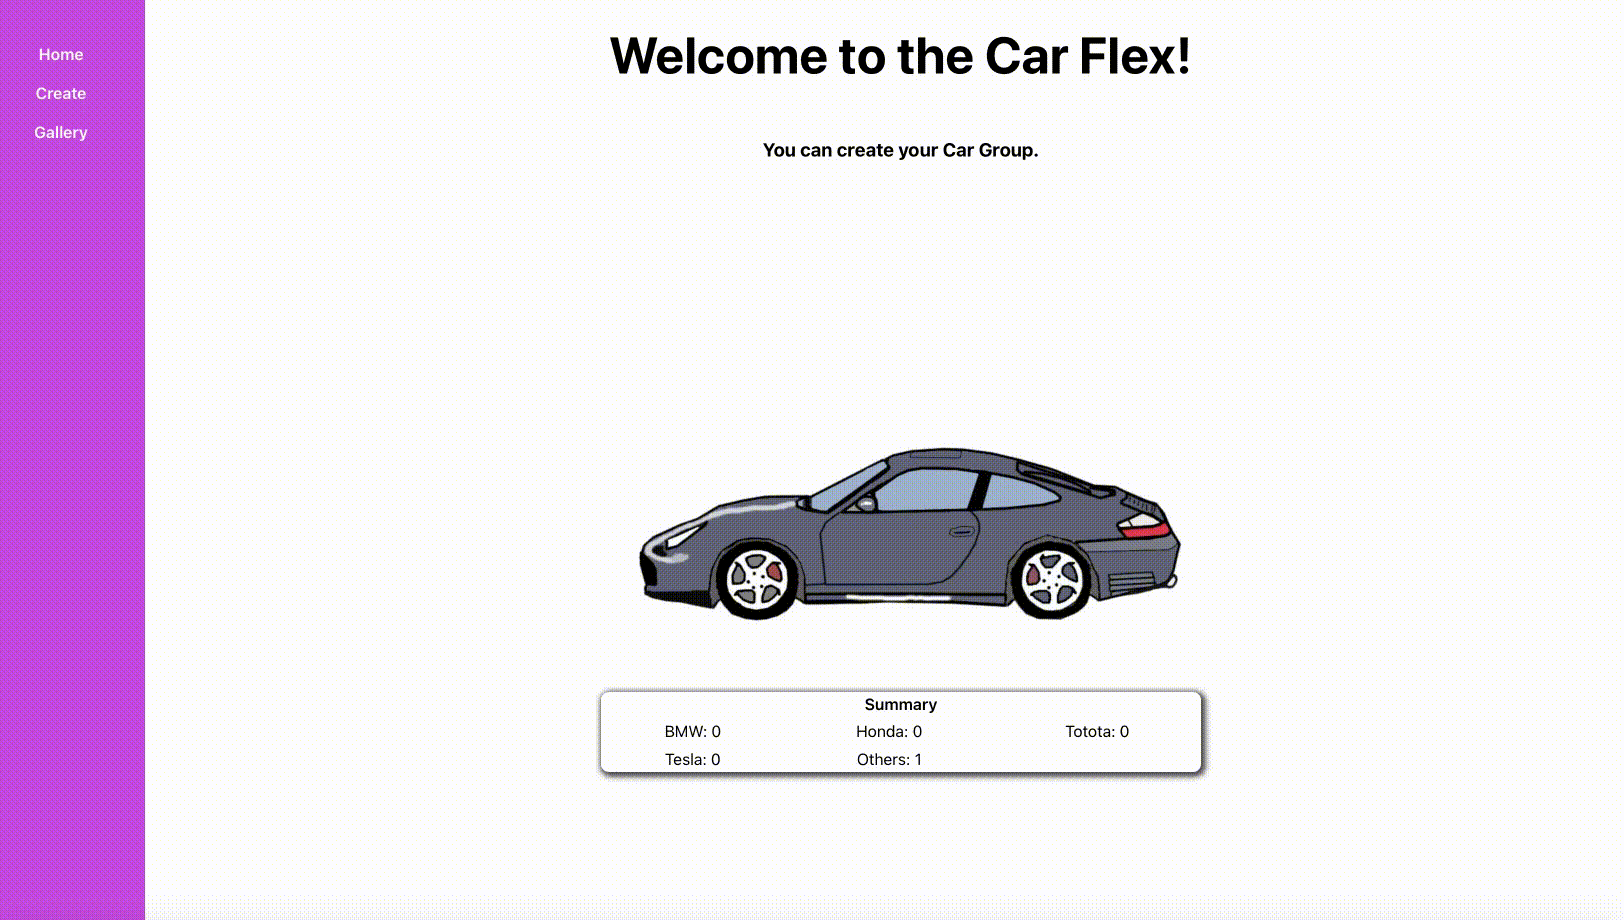 Home
Create
Gallery
Welcome to the Car Flex!
You can create your Car Group.
Summary
BMW: 0 Honda: 0 Totota: 0
Tesla: 0 Others: 1